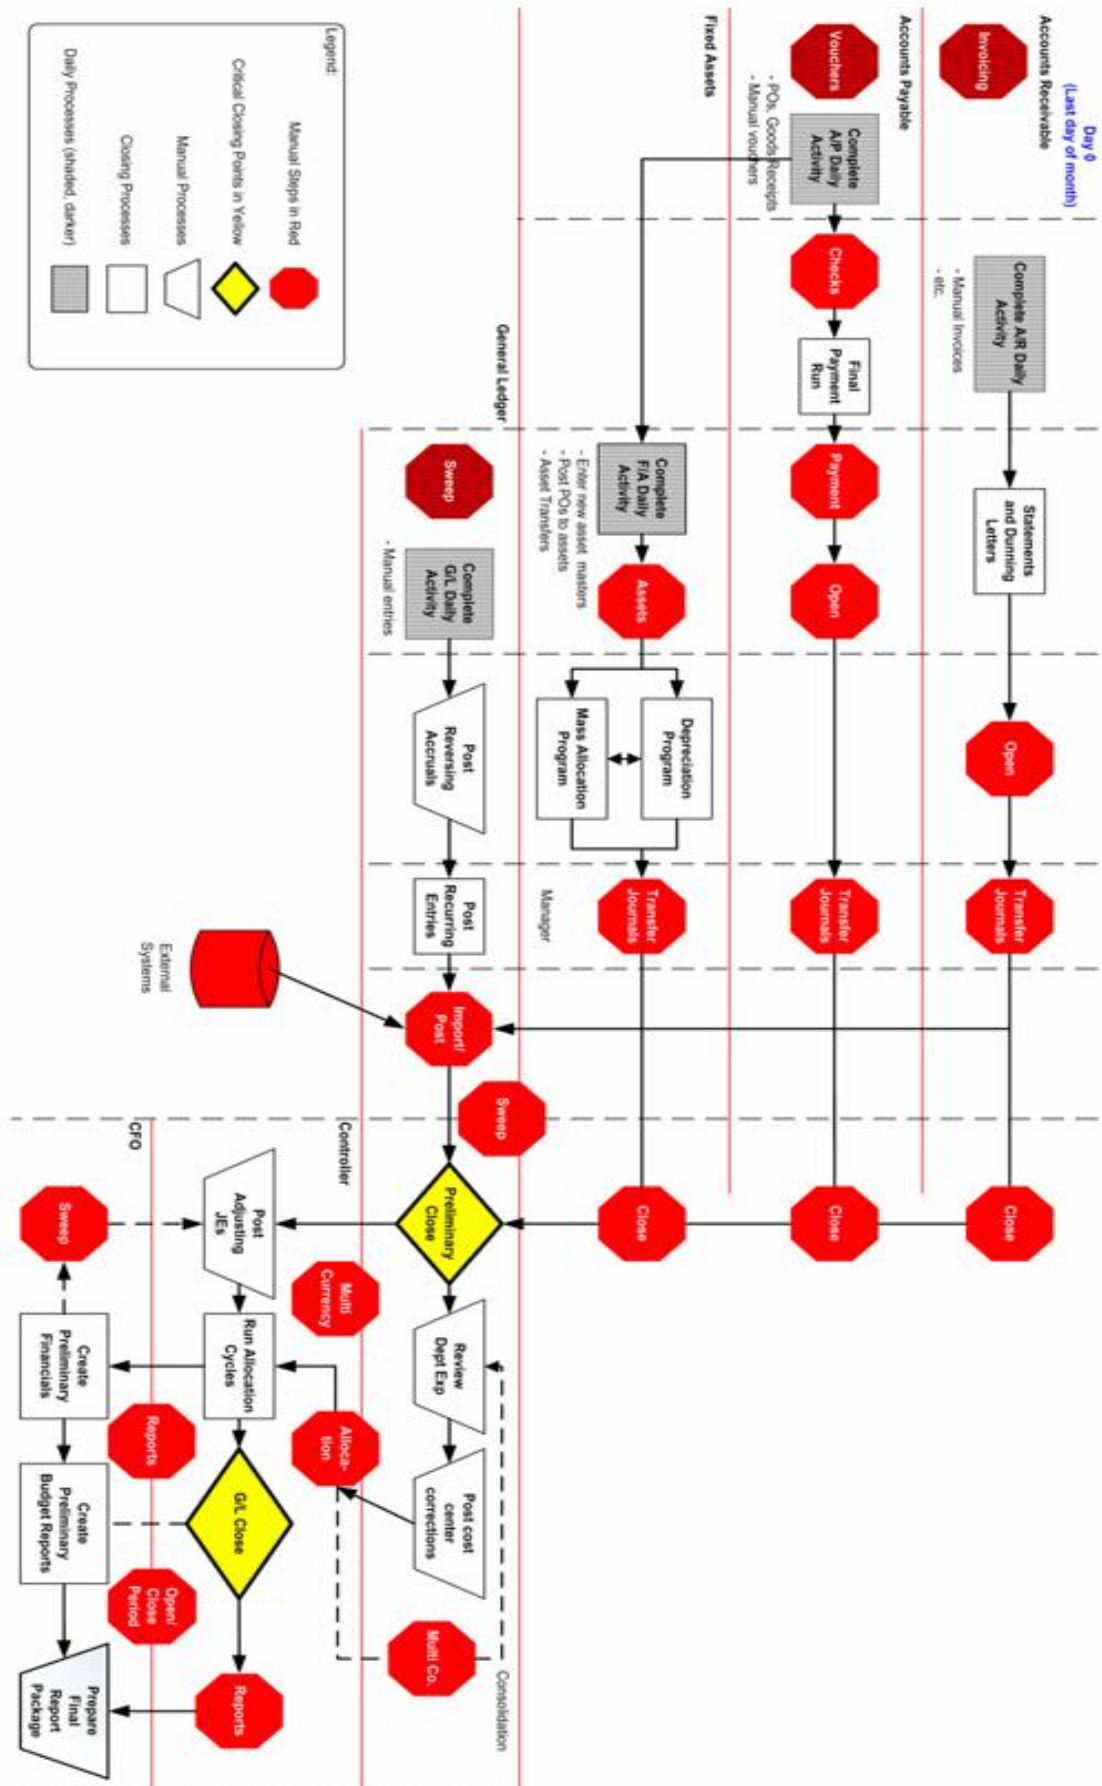 Day 0
(Last day of month)
Accounts Receivable
Invoicing
Complete A/R Daily
Activity
- Manual Invoices
- etc.
Statements
and Dunning
Letters
Open
Transfer
Journals
Close
Accounts Payable
Vouchers
Complete
A/P Daily
Activity
- POs, Goods Receipts
- Manual vouchers
Checks
Final
Payment
Run
Payment
Open
Transfer
Journals
Close
Fixed Assets
Complete
F/A Daily
Activity
- Enter new asset masters
- Post POs to assets
- Asset Transfers
Assets
Depreciation
Program
Mass Allocation
Program
Transfer
Journals
Manager
Close
General Ledger
Sweep
Complete
G/L Daily
Activity
- Manual entries
Post
Reversing
Accruals
Post
Recurring
Entries
Import/
Post
Sweep
Preliminary
Close
Review
Dept Exp
Post cost
center
corrections
Multi Co.
Consolidation
External
Systems
Controller
Multi
Currency
Alloca-
tion
Post
Adjusting
JEs
Run Allocation
Cycles
G/L Close
Reports
CFO
Reports
Open/
Close
Period
Sweep
Create
Preliminary
Financials
Create
Preliminary
Budget Reports
Prepare
Final
Report
Package
Legend:
Manual Steps in Red
Critical Closing Points in Yellow
Manual Processes
Closing Processes
Daily Processes (shaded, darker)